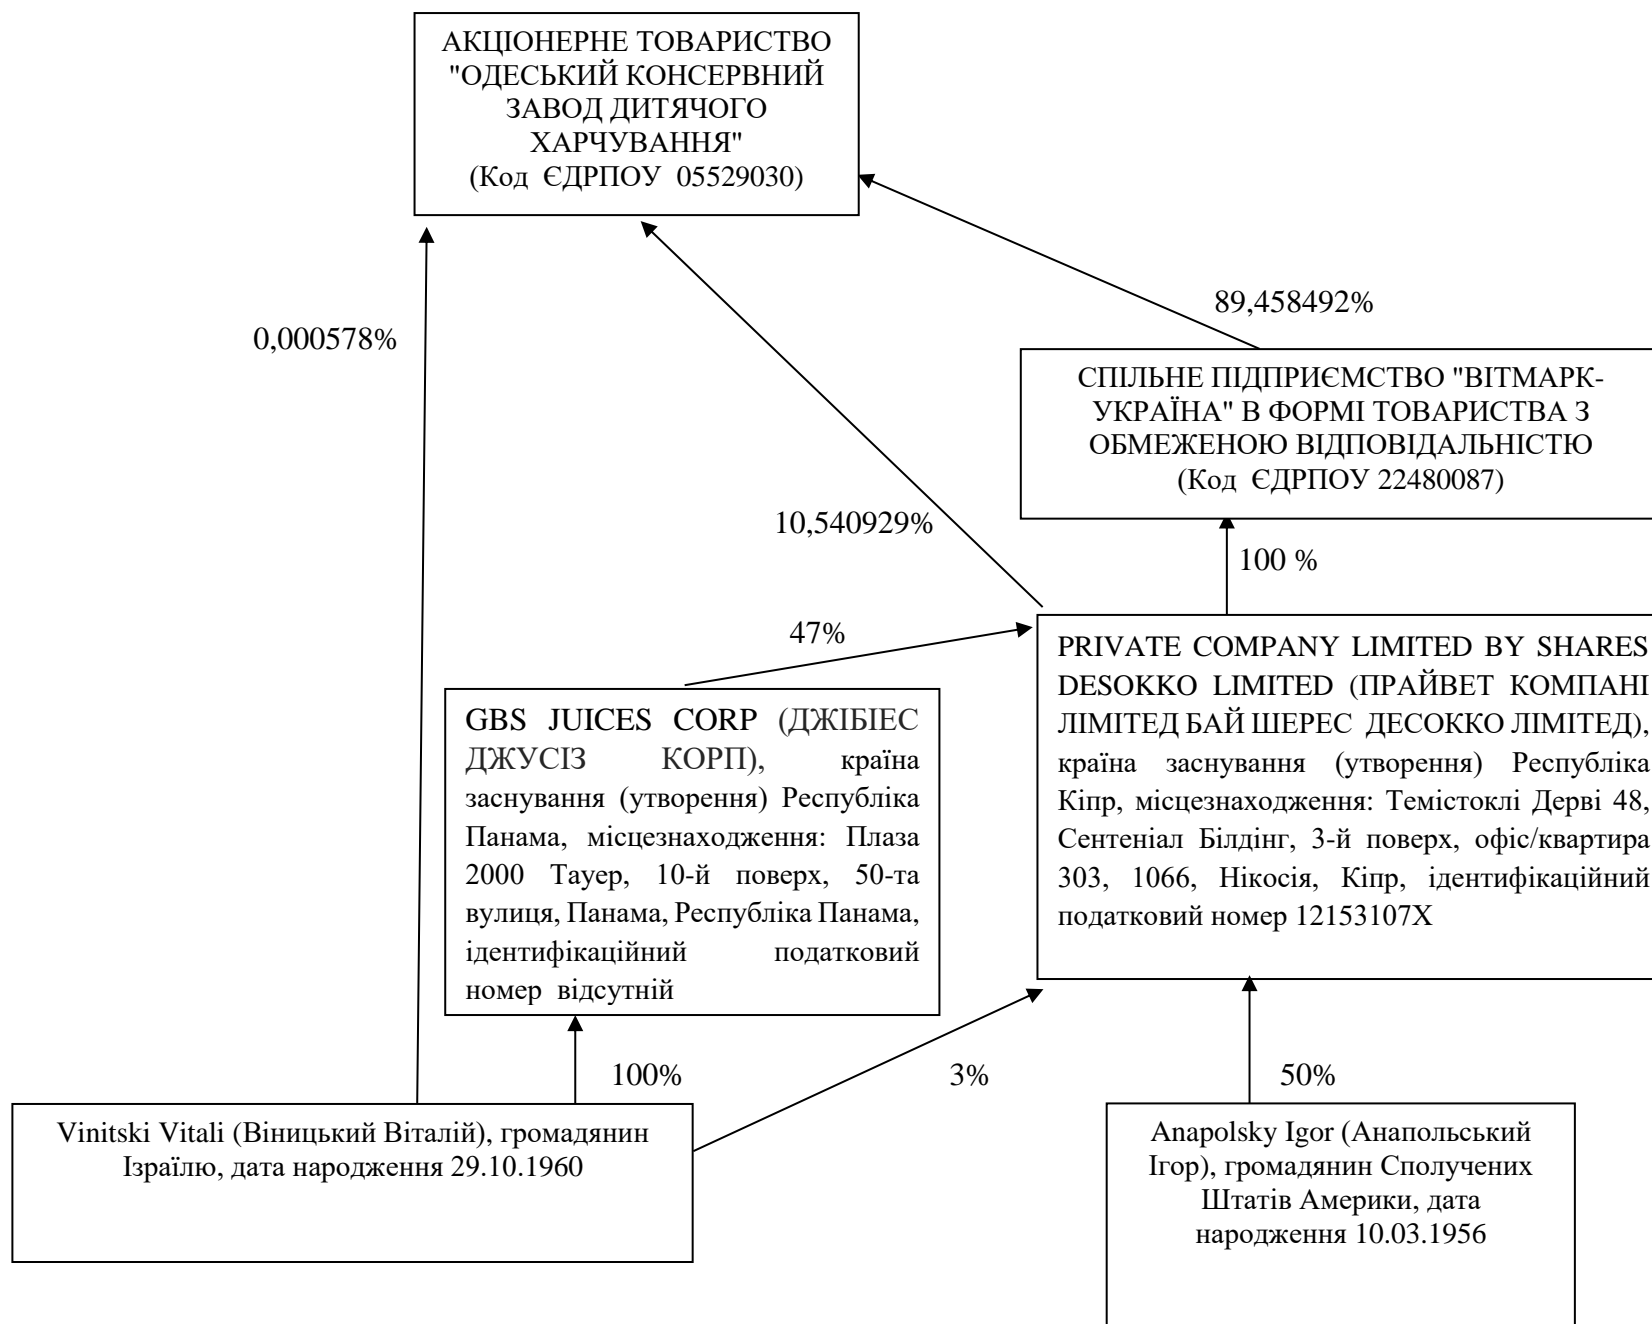 АКЦІОНЕРНЕ ТОВАРИСТВО
"ОДЕСЬКИЙ КОНСЕРВНИЙ
ЗАВОД ДИТЯЧОГО
ХАРЧУВАННЯ"
(Код ЄДРПОУ 05529030)
89,458492%
0,000578%
СПІЛЬНЕ ПІДПРИЄМСТВО "ВІТМАРК-
УКРАЇНА" В ФОРМІ ТОВАРИСТВА З
ОБМЕЖЕНОЮ ВІДПОВІДАЛЬНІСТЮ
(Код ЄДРПОУ 22480087)
10,540929%
100 %
47%
PRIVATE COMPANY LIMITED BY SHARES
DESOKKO LIMITED (ПРАЙВЕТ КОМПАНІ
ЛІМІТЕД БАЙ ШЕРЕС ДЕСОККО ЛІМІТЕД),
країна заснування (утворення) Республіка
Кіпр, місцезнаходження: Темістоклі Дерві 48,
Сентеніал Білдінг, 3-й поверх, офіс/квартира
303, 1066, Нікосія, Кіпр, ідентифікаційний
податковий номер 12153107X
GBS JUICES CORP (ДЖІБІЕС
ДЖУСІЗ КОРП), країна
заснування (утворення) Республіка
Панама, місцезнаходження: Плаза
2000 Тауер, 10-й поверх, 50-та
вулиця, Панама, Республіка Панама,
ідентифікаційний податковий
номер відсутній
100%
3%
50%
Vinitski Vitali (Віницький Віталій), громадянин
Ізраїлю, дата народження 29.10.1960
Anapolsky Igor (Анапольський
Ігор), громадянин Сполучених
Штатів Америки, дата
народження 10.03.1956